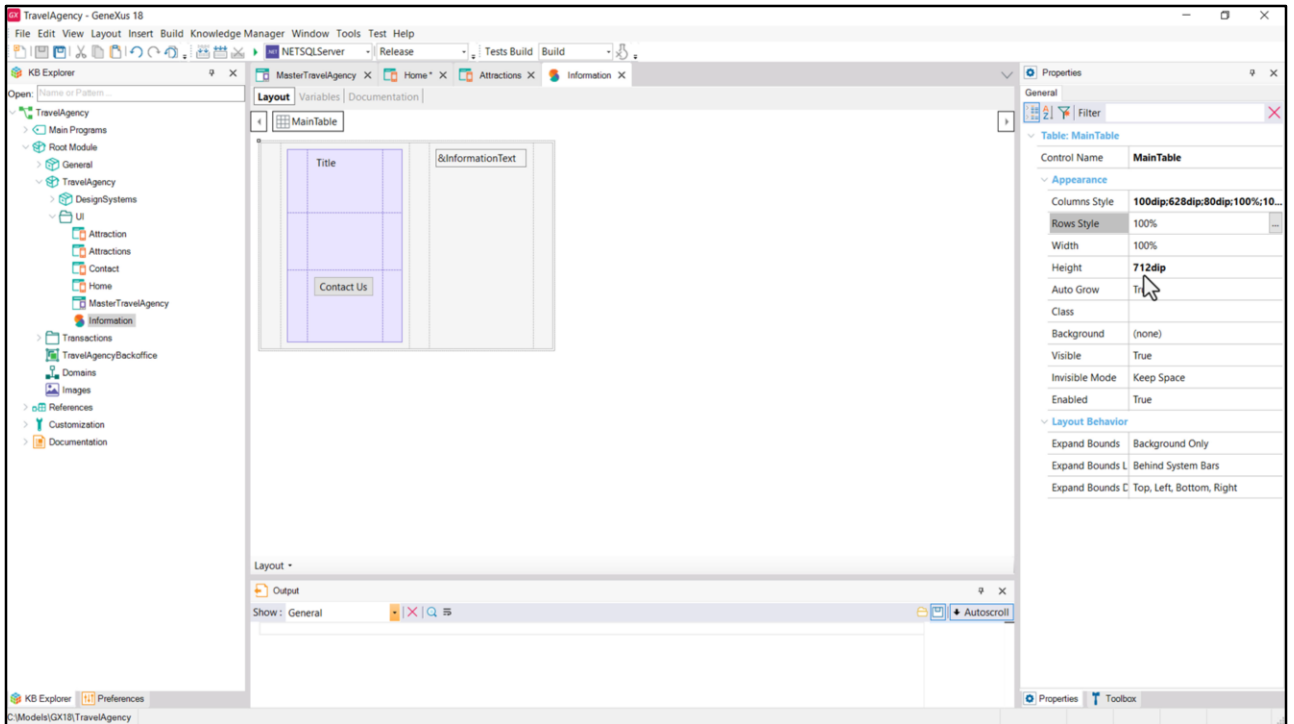 GX TravelAgency - GeneXus 18
File Edit View Layout Insert Build Knowledge Manager Window Tools Test Help
NETSQLServer Release Tests Build Build
KB Explorer
Open: Name or Pattern ...
TravelAgency
Main Programs
Root Module
General
TravelAgency
DesignSystems
UI
Attraction
Attractions
Contact
Home
MasterTravelAgency
Information
Transactions
TravelAgencyBackoffice
Domains
Images
References
Customization
Documentation
KB Explorer Preferences
C:\Models\GX18\TravelAgency
MasterTravelAgency Home* Attractions Information
Layout Variables Documentation
MainTable
Title &InformationText
Contact Us
Layout
Output
Show: General Autoscroll
Properties
General
Filter
Table: MainTable
Control Name MainTable
Appearance
Columns Style 100dip;628dip;80dip;100%;10...
Rows Style 100% ...
Width 100%
Height 712dip
Auto Grow
Class
Background (none)
Visible True
Invisible Mode Keep Space
Enabled True
Layout Behavior
Expand Bounds Background Only
Expand Bounds L Behind System Bars
Expand Bounds D Top, Left, Bottom, Right
Properties Toolbox